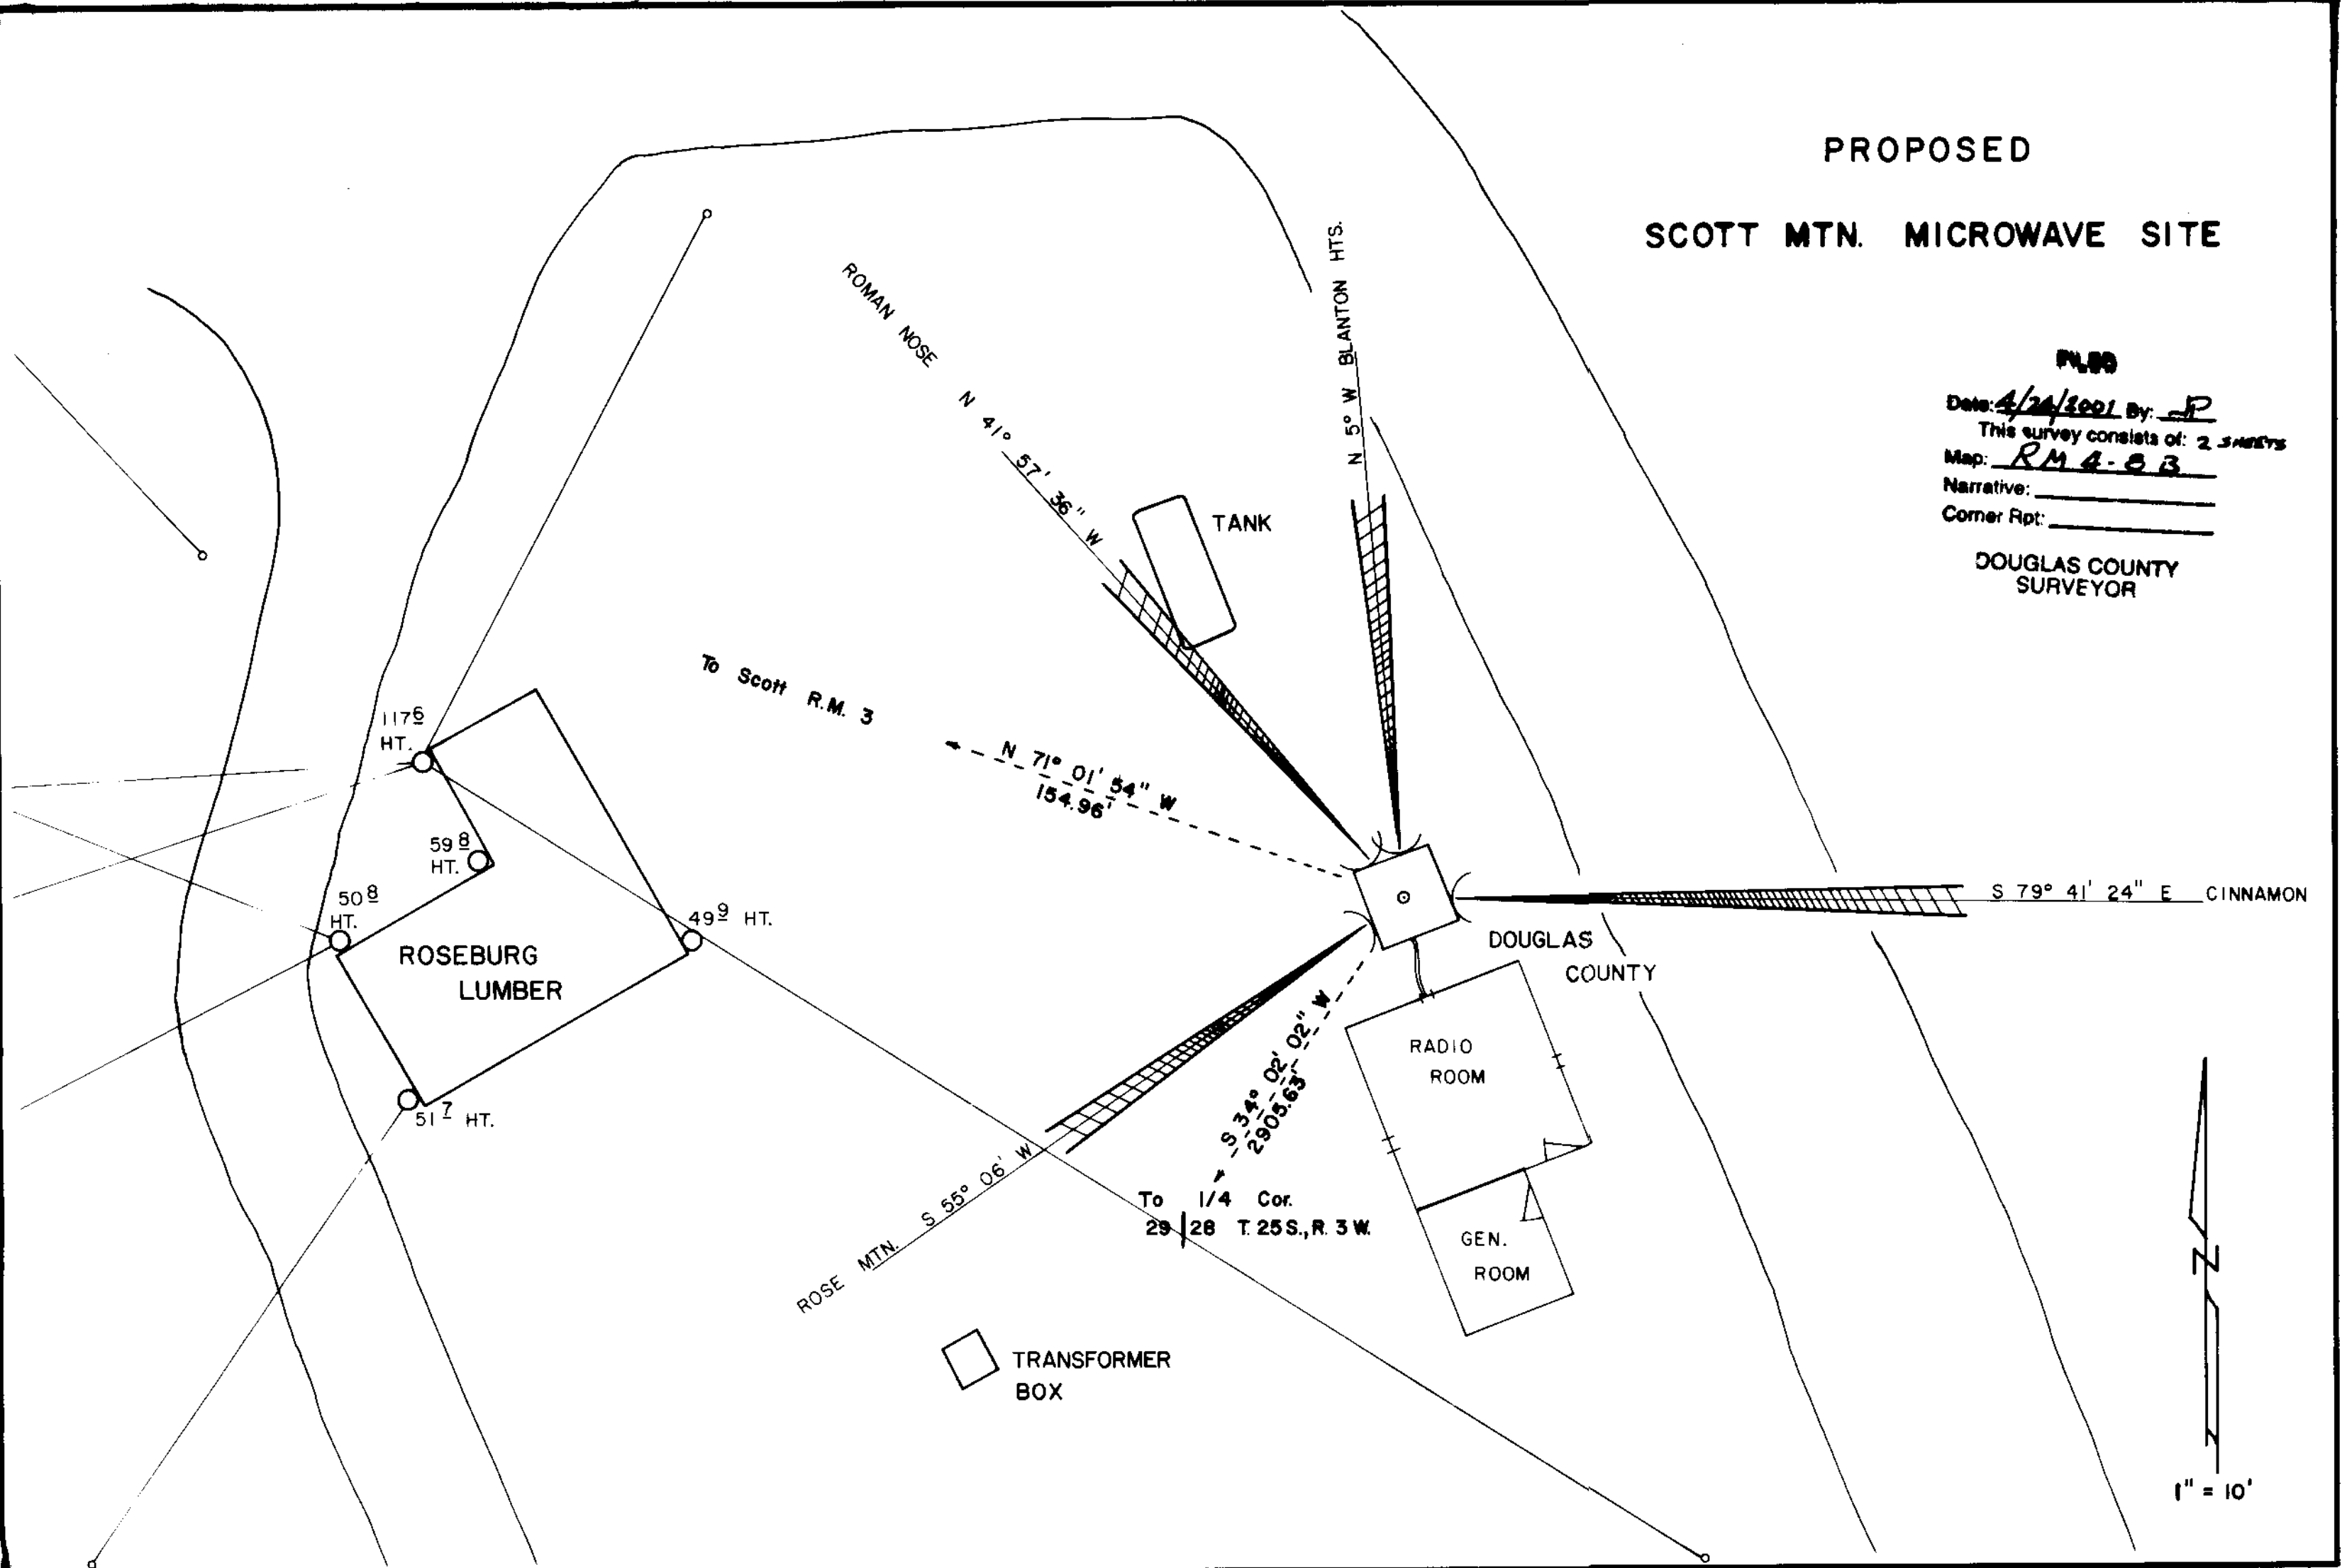 PROPOSED
SCOTT MTN. MICROWAVE SITE
FILED
Date: 4/24/2001 By: JP
This survey consists of: 2 SHEETS
Map: RM 4-8 B
Narrative:
Corner Rpt:
DOUGLAS COUNTY
SURVEYOR
ROMAN NOSE N 41° 57' 36" W
N 5° W BLANTON HTS.
TANK
To Scott R.M. 3
N 71° 01' 54" W
154.96'
117 6
HT.
59 8
HT.
50 8
HT.
49 9 HT.
51 7 HT.
ROSEBURG
LUMBER
S 79° 41' 24" E CINNAMON
DOUGLAS
COUNTY
RADIO
ROOM
GEN.
ROOM
S 34° 02' 02" W
2905.63'
To 1/4 Cor.
29 | 28 T. 25 S., R. 3 W.
ROSE MTN. S 55° 06' W
TRANSFORMER
BOX
N
1" = 10'